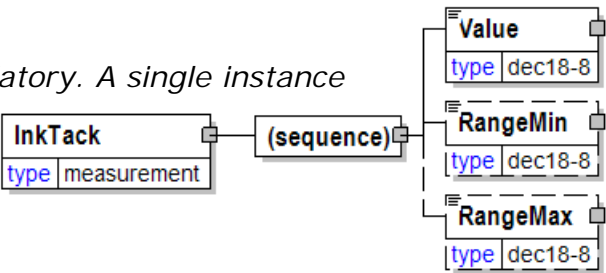 Value
type dec18-8
atory. A single instance
InkTack
type measurement
(sequence)
RangeMin
type dec18-8
RangeMax
type dec18-8